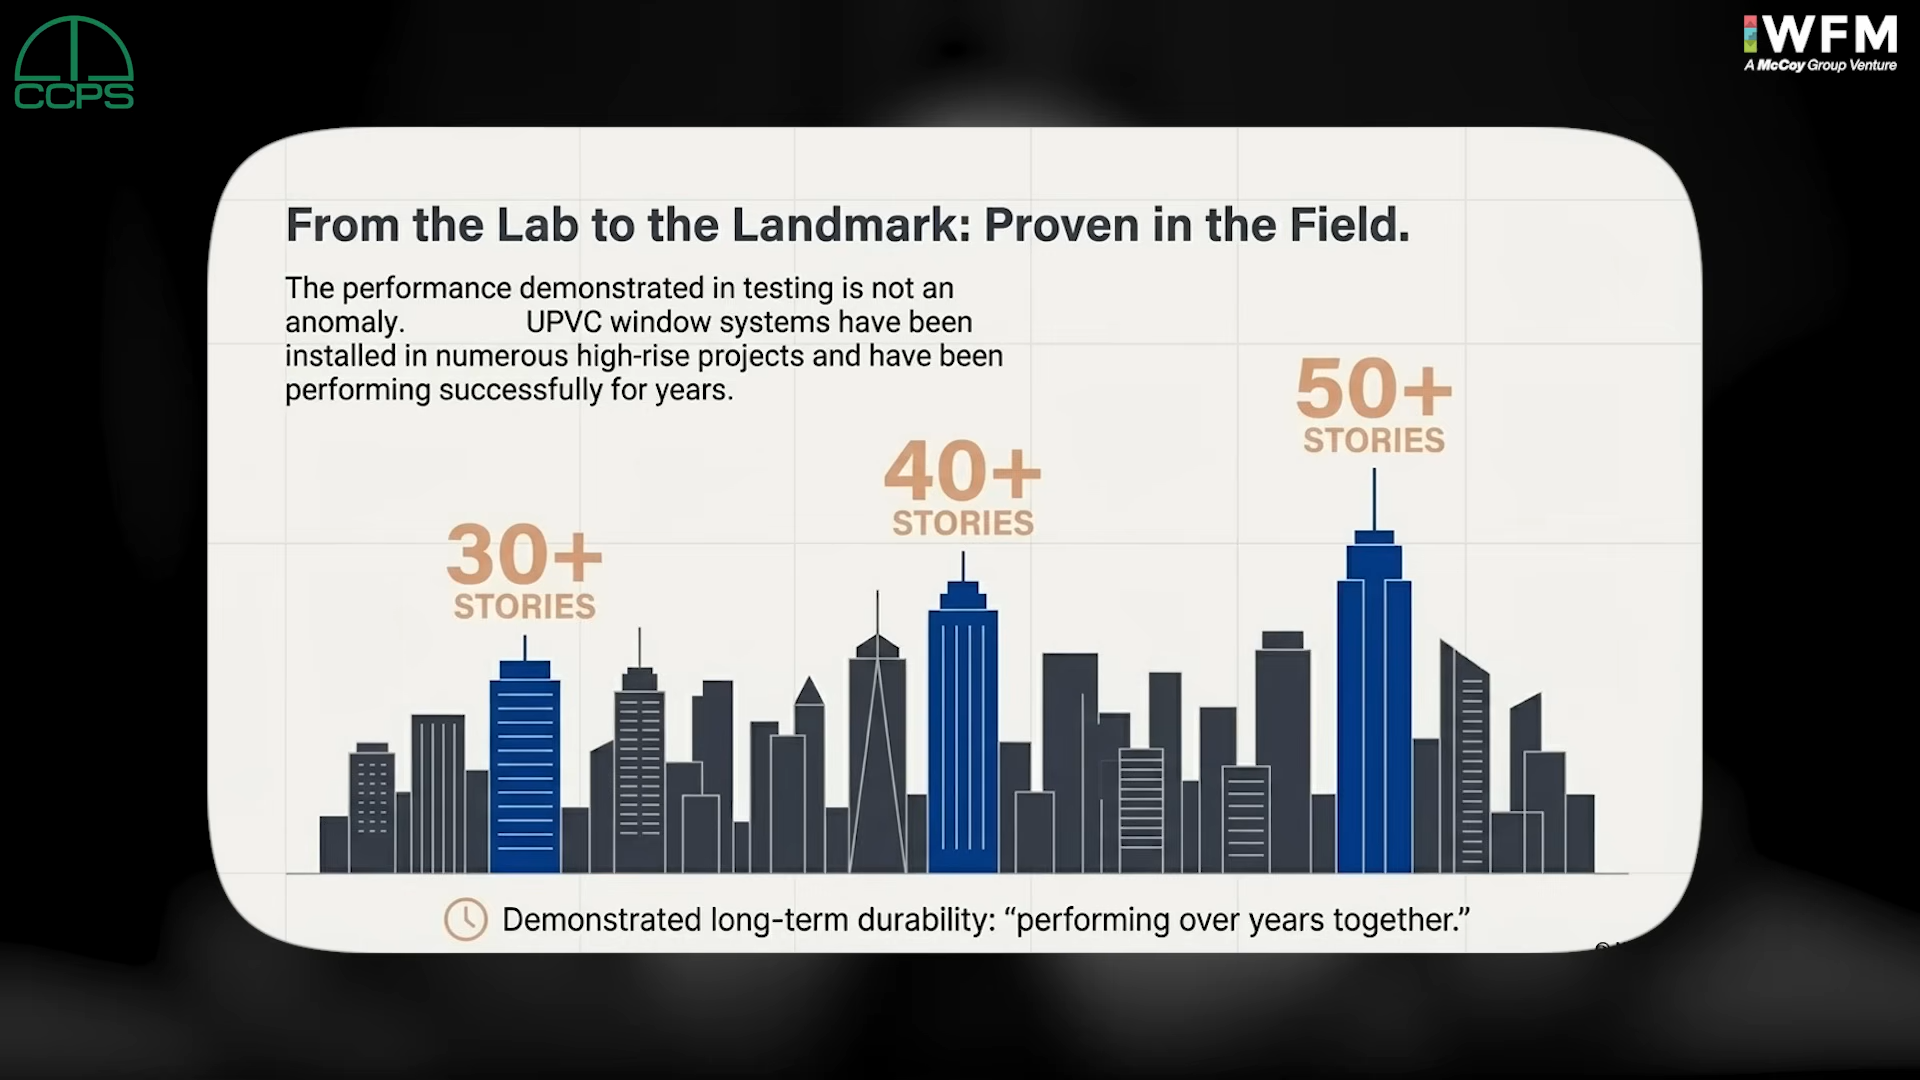 CCPS
WFM
A McCoy Group Venture
From the Lab to the Landmark: Proven in the Field.
The performance demonstrated in testing is not an
anomaly. UPVC window systems have been
installed in numerous high-rise projects and have been
performing successfully for years.
50+
STORIES
40+
STORIES
30+
STORIES
Demonstrated long-term durability: “performing over years together.”